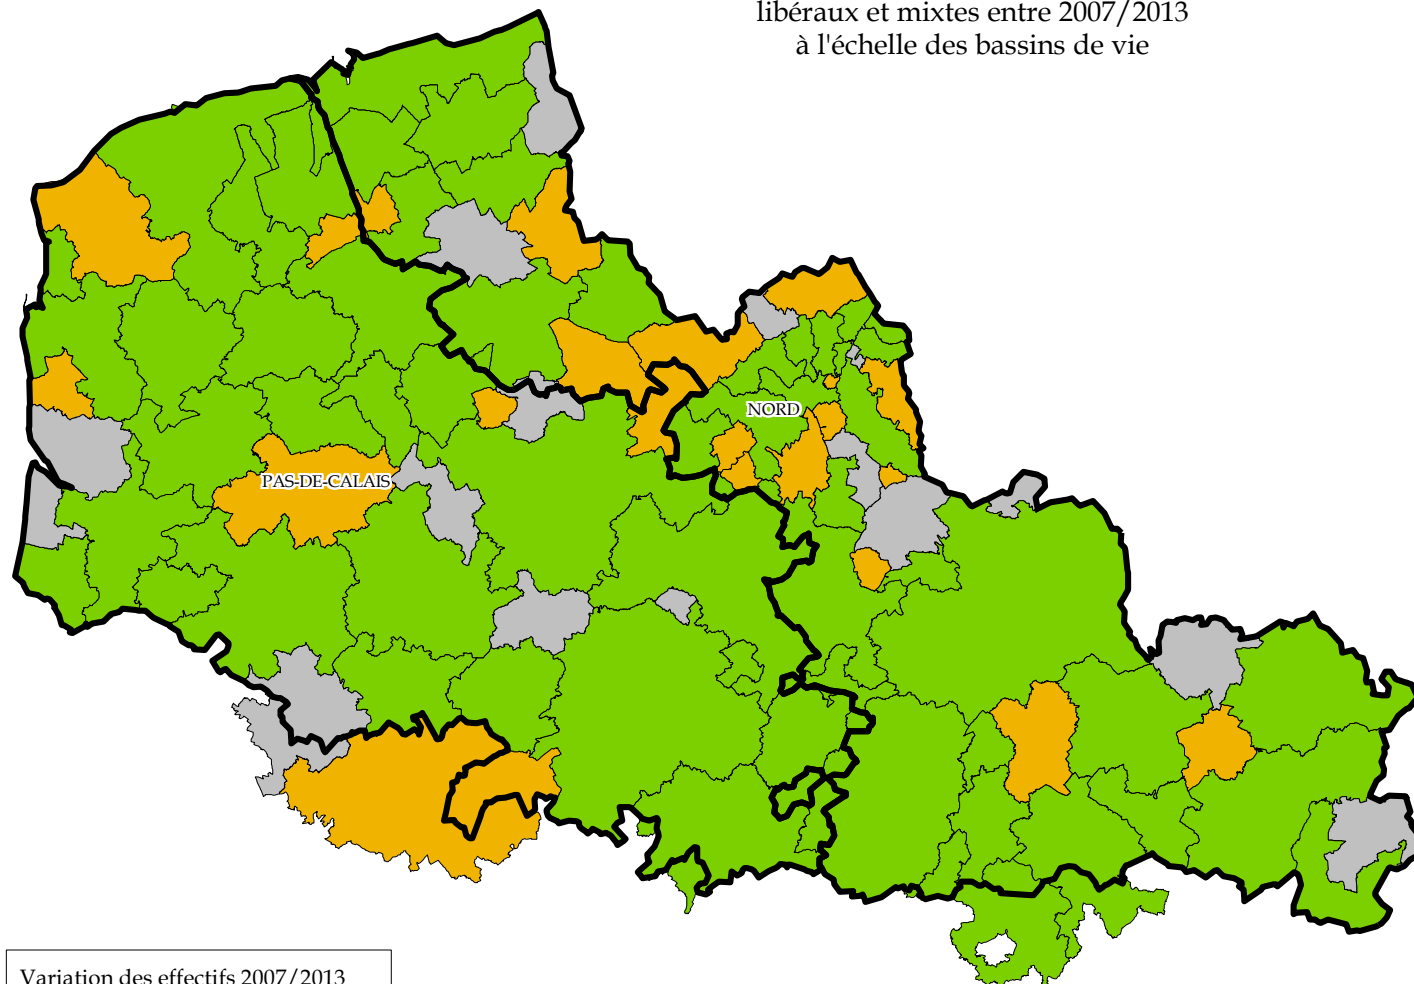 libéraux et mixtes entre 2007/2013
à l'échelle des bassins de vie
NORD
PAS-DE-CALAIS
Variation des effectifs 2007/2013